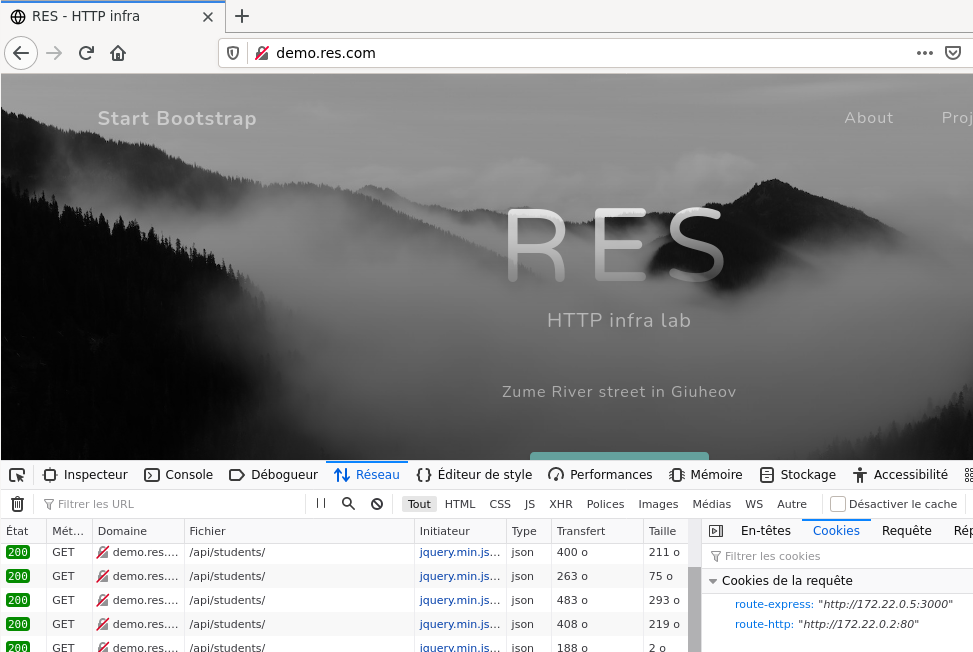 RES - HTTP infra
demo.res.com
Start Bootstrap
About
Proj
RES
HTTP infra lab
Zume River street in Giuheov
Inspecteur Console Débogueur Réseau Éditeur de style Performances Mémoire Stockage Accessibilité
Filtrer les URL Tout HTML CSS JS XHR Polices Images Médias WS Autre Désactiver le cache
État Mét… Domaine Fichier Initiateur Type Transfert Taille
200 GET demo.res.… /api/students/ jquery.min.js… json 400 o 211 o
200 GET demo.res.… /api/students/ jquery.min.js… json 263 o 75 o
200 GET demo.res.… /api/students/ jquery.min.js… json 483 o 293 o
200 GET demo.res.… /api/students/ jquery.min.js… json 408 o 219 o
200 GET demo.res.… /api/students/ jquery.min.js… json 188 o 2 o
En-têtes Cookies Requête Rép
Filtrer les cookies
Cookies de la requête
route-express: "http://172.22.0.5:3000"
route-http: "http://172.22.0.2:80"